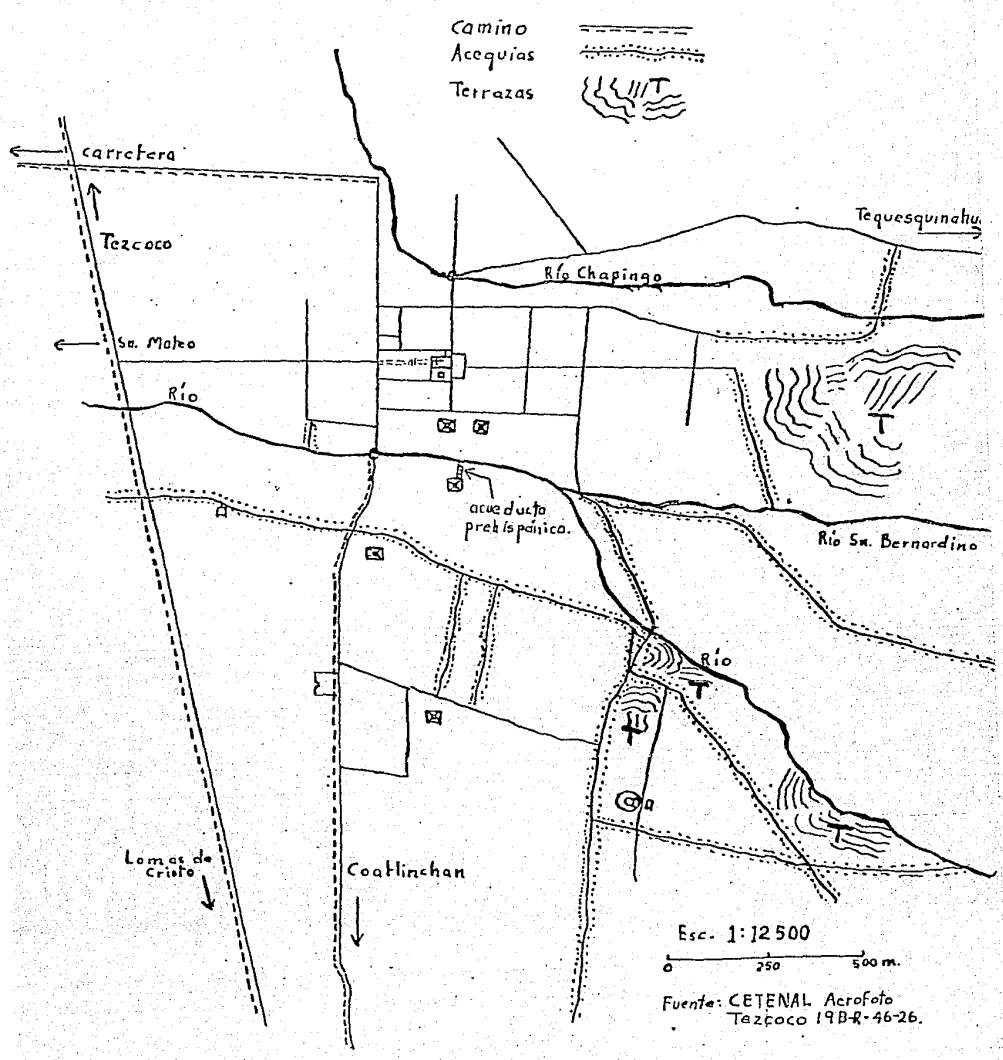 Camino
Acequias
Terrazas
T
carretera
Tezcoco
Tequesquinahu
Río Chapingo
Sn. Mateo
Río
T
acueducto
prehispánico.
Río Sn. Bernardino
Río
T
T
a
T
Lomas de
Cristo
Coatlinchan
Esc. 1:12500
0 250 500 m.
Fuente: CETENAL Aerofoto
Tezcoco 19B-R-46-26.